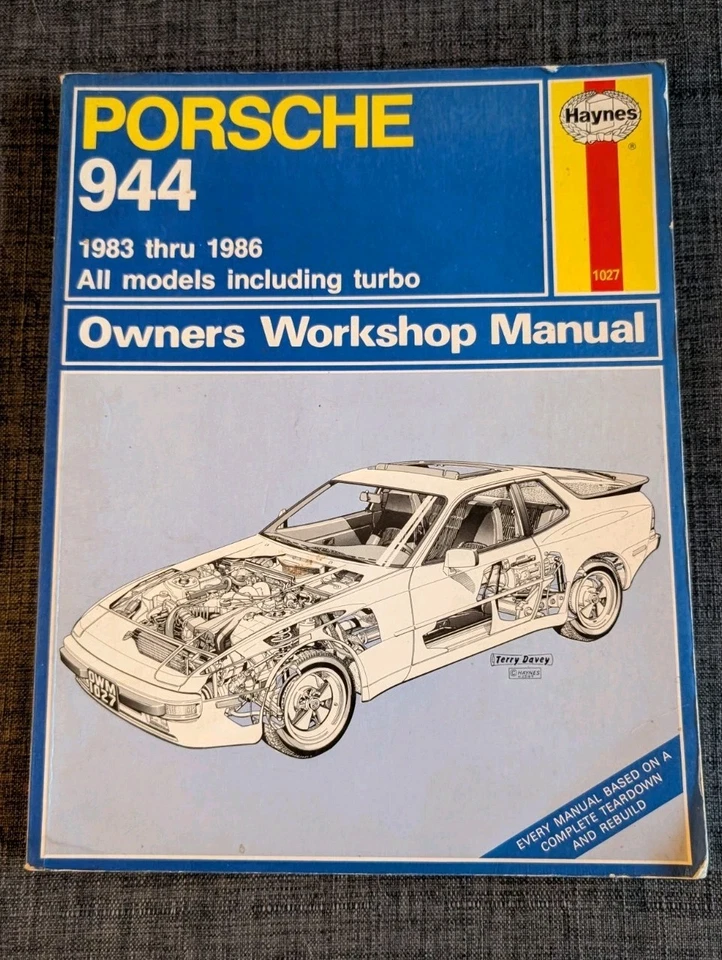 PORSCHE
944
1983 thru 1986
All models including turbo
Haynes
®
1027
Owners Workshop Manual
OWM
1027
Terry Davey
© HAYNES
EVERY MANUAL BASED ON A
COMPLETE TEARDOWN
AND REBUILD